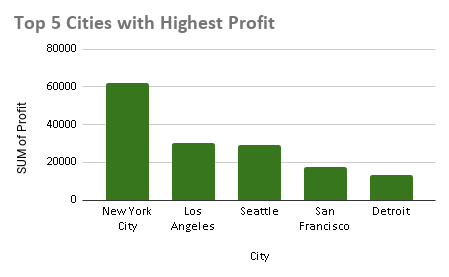 Top 5 Cities with Highest Profit
SUM of Profit
80000
60000
40000
20000
0
New York
City
Los
Angeles
Seattle
San
Francisco
Detroit
City